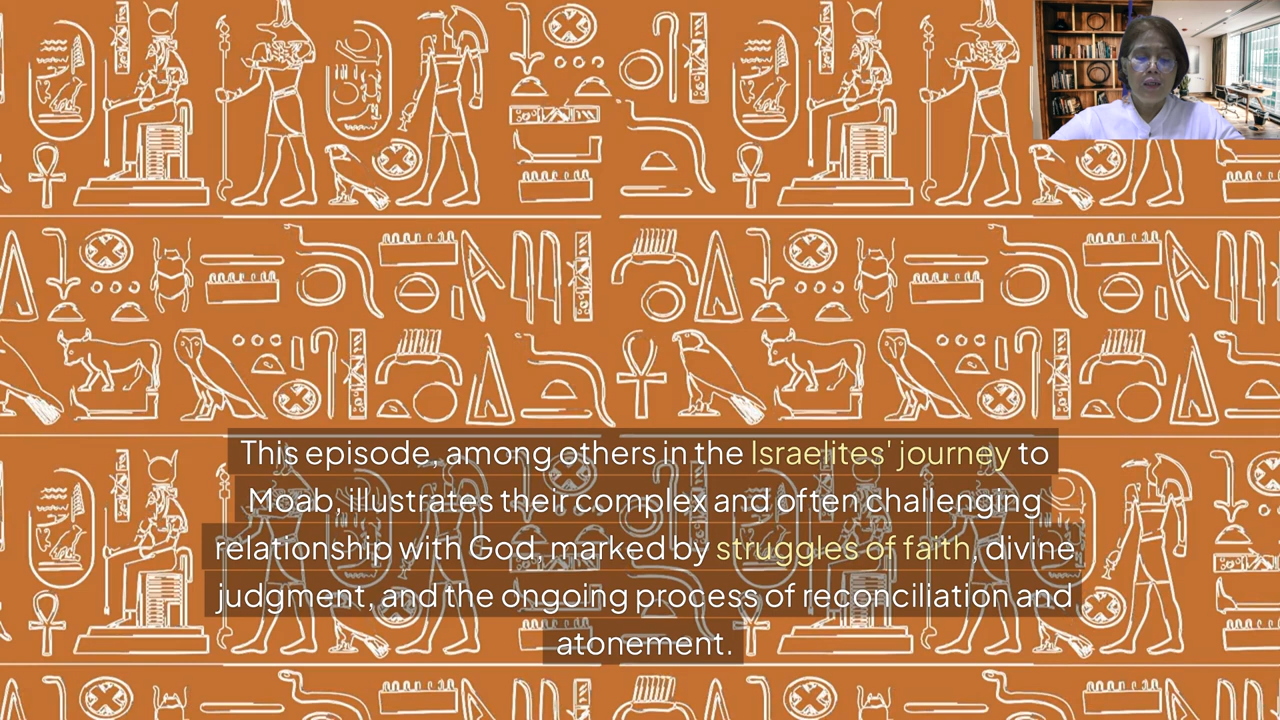 This episode, among others in the Israelites' journey to
Moab, illustrates their complex and often challenging
relationship with God, marked by struggles of faith, divine
judgment, and the ongoing process of reconciliation and
atonement.